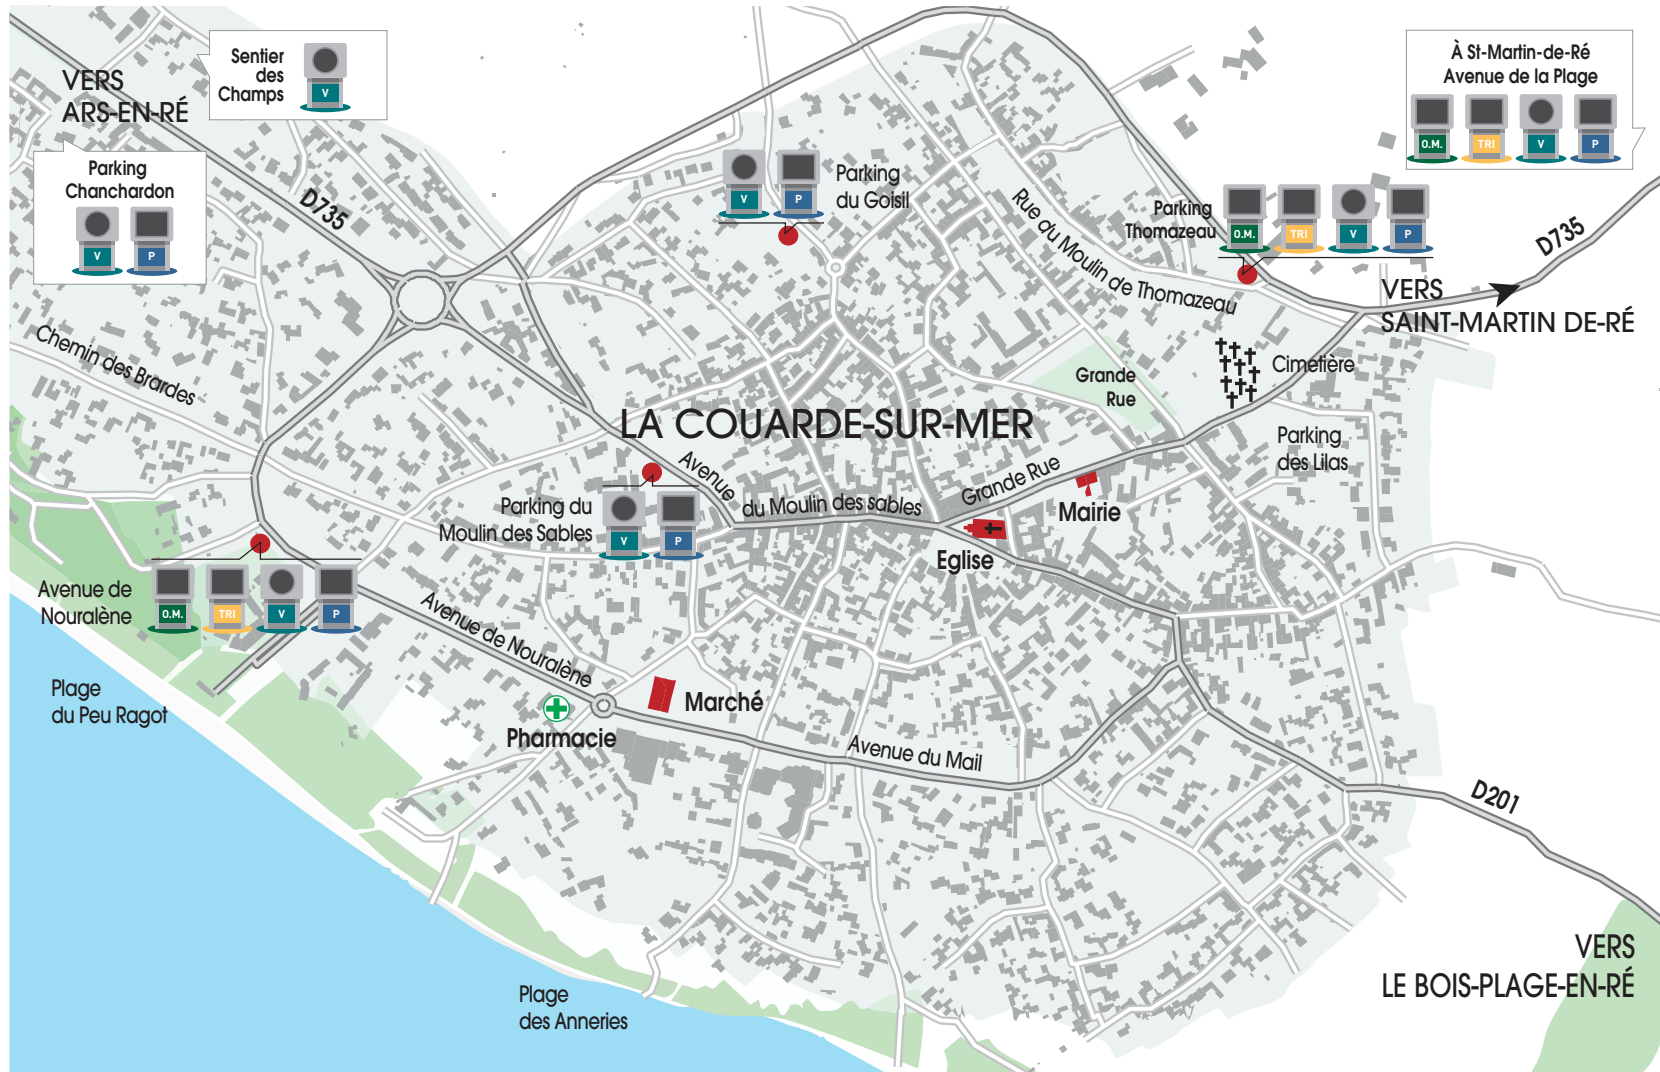 VERS
ARS-EN-RÉ
Sentier
des
Champs
V
À St-Martin-de-Ré
Avenue de la Plage
O.M.
TRI
V
P
Parking
Chanchardon
V
P
D735
V
P
Parking
du Goisil
Rue du Moulin de Thomazeau
Parking
Thomazeau
O.M.
TRI
V
P
D735
VERS
SAINT-MARTIN DE-RÉ
Chemin des Brardes
Cimetière
Grande
Rue
LA COUARDE-SUR-MER
Parking
des Lilas
Avenue
du Moulin des sables
Grande Rue
Mairie
Parking du
Moulin des Sables
V
P
Eglise
Avenue de
Nouralène
O.M.
TRI
V
P
Avenue de Nouralène
Plage
du Peu Ragot
Marché
Pharmacie
Avenue du Mail
D201
VERS
LE BOIS-PLAGE-EN-RÉ
Plage
des Anneries